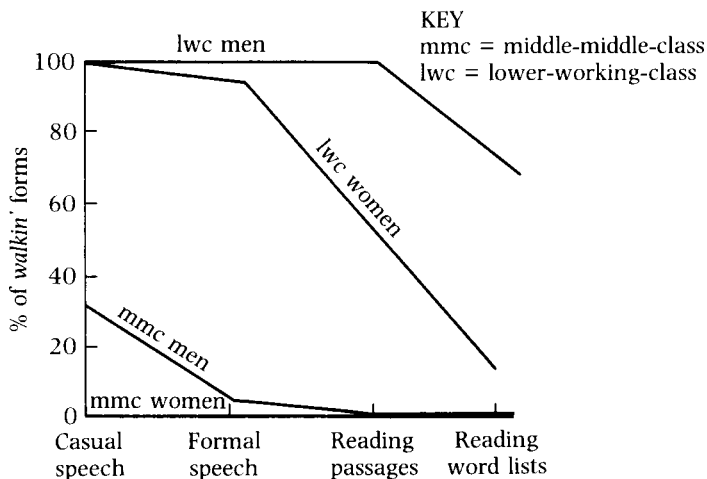 KEY
mmc = middle-middle-class
lwc = lower-working-class
lwc men
% of walkin' forms
100
80
60
40
20
0
lwc women
mmc men
mmc women
Casual
speech
Formal
speech
Reading
passages
Reading
word lists